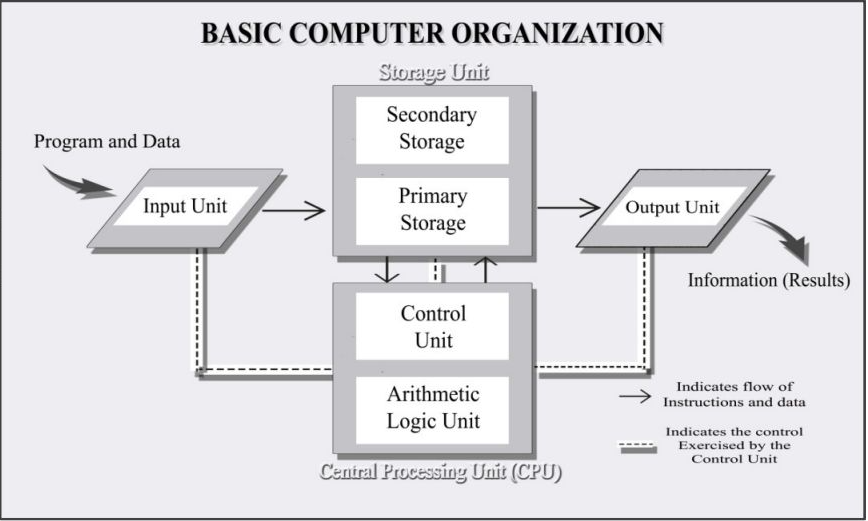 BASIC COMPUTER ORGANIZATION
Storage Unit
Secondary
Storage
Primary
Storage
Program and Data
Input Unit
Output Unit
Information (Results)
Control
Unit
Arithmetic
Logic Unit
Central Processing Unit (CPU)
Indicates flow of
Instructions and data
Indicates the control
Exercised by the
Control Unit